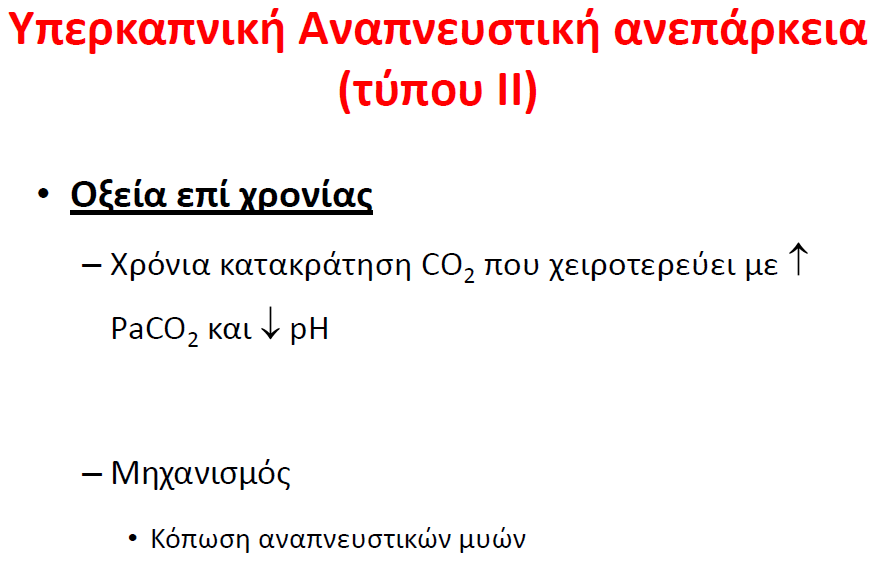 Υπερκαπνική Αναπνευστική ανεπάρκεια
(τύπου ΙΙ)
• Οξεία επί χρονίας
– Χρόνια κατακράτηση CO₂ που χειροτερεύει με ↑
PaCO₂ και ↓ pH
– Μηχανισμός
• Κόπωση αναπνευστικών μυών